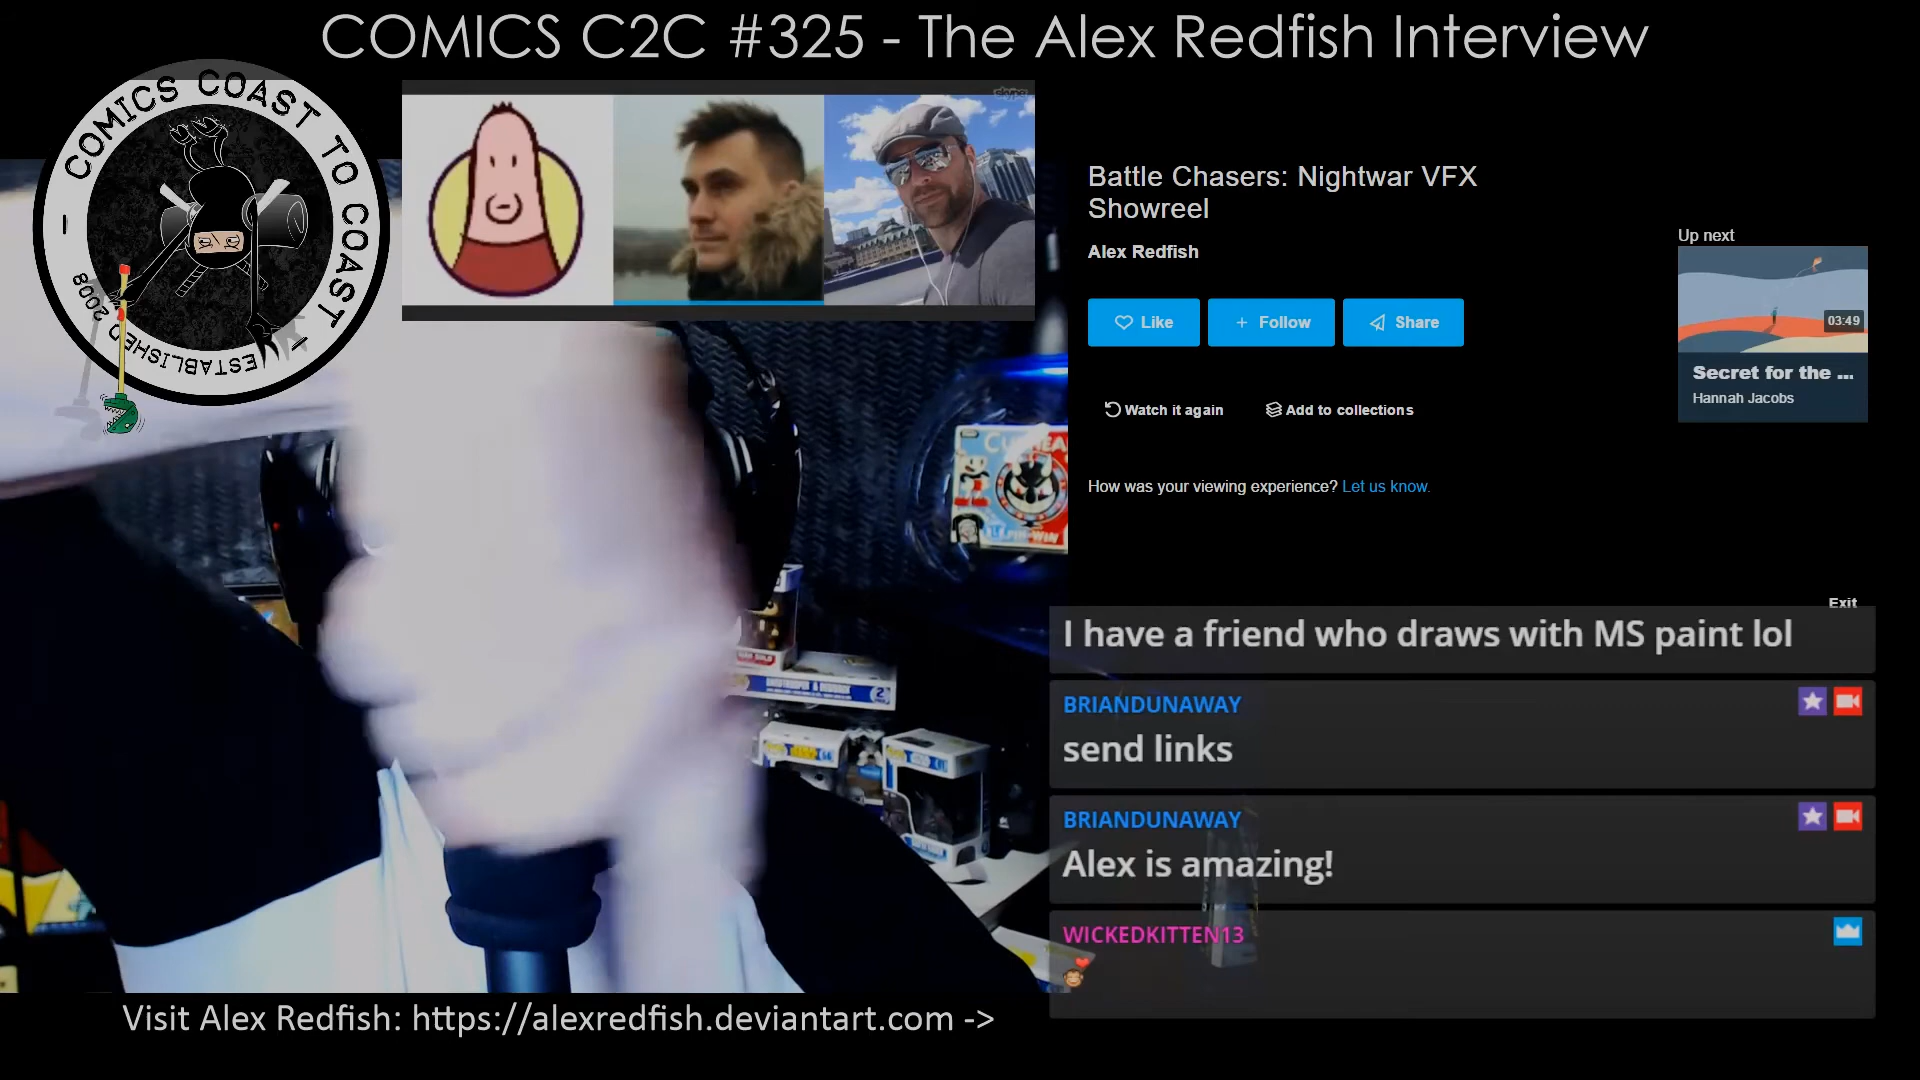 COMICS C2C #325 - The Alex Redfish Interview
COMICS COAST TO COAST
ESTABLISHED 2008
skype
Battle Chasers: Nightwar VFX
Showreel
Alex Redfish
Like
+ Follow
Share
Watch it again
Add to collections
How was your viewing experience? Let us know.
Up next
03:49
Secret for the ...
Hannah Jacobs
Exit
I have a friend who draws with MS paint lol
BRIANDUNAWAY
send links
BRIANDUNAWAY
Alex is amazing!
WICKEDKITTEN13
Visit Alex Redfish: https://alexredfish.deviantart.com ->